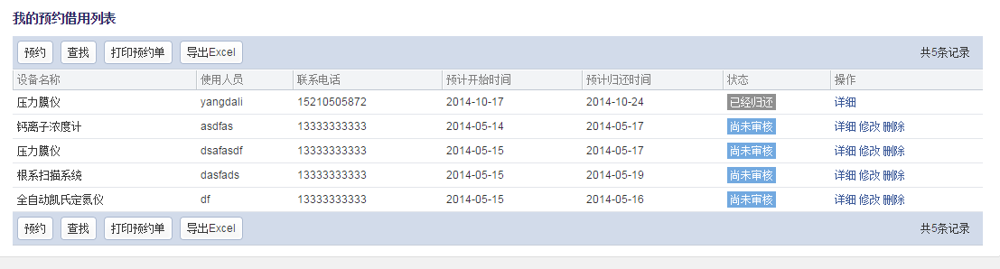 我的预约借用列表
预约 查找 打印预约单 导出Excel 共5条记录
设备名称 使用人员 联系电话 预计开始时间 预计归还时间 状态 操作
压力膜仪 yangdali 15210505872 2014-10-17 2014-10-24 已经归还 详细
钙离子浓度计 asdfas 13333333333 2014-05-14 2014-05-17 尚未审核 详细 修改 删除
压力膜仪 dsafasdf 13333333333 2014-05-15 2014-05-17 尚未审核 详细 修改 删除
根系扫描系统 dasfads 13333333333 2014-05-15 2014-05-19 尚未审核 详细 修改 删除
全自动凯氏定氮仪 df 13333333333 2014-05-15 2014-05-16 尚未审核 详细 修改 删除
预约 查找 打印预约单 导出Excel 共5条记录